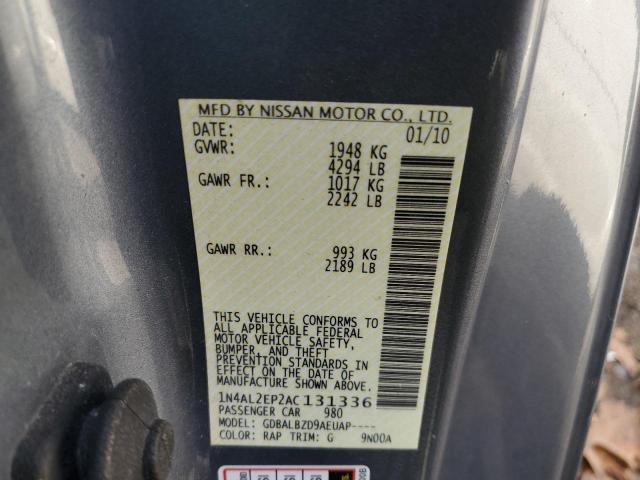 MFD BY NISSAN MOTOR CO., LTD.
DATE: 01/10
GVWR: 1948 KG
4294 LB
GAWR FR.: 1017 KG
2242 LB
GAWR RR.: 993 KG
2189 LB
THIS VEHICLE CONFORMS TO
ALL APPLICABLE FEDERAL
MOTOR VEHICLE SAFETY,
BUMPER, AND THEFT
PREVENTION STANDARDS IN
EFFECT ON THE DATE OF
MANUFACTURE SHOWN ABOVE.
1N4AL2EP2AC131336
PASSENGER CAR 980
MODEL: GDBALBZD9AEUAP----
COLOR: RAP TRIM: G 9N00A